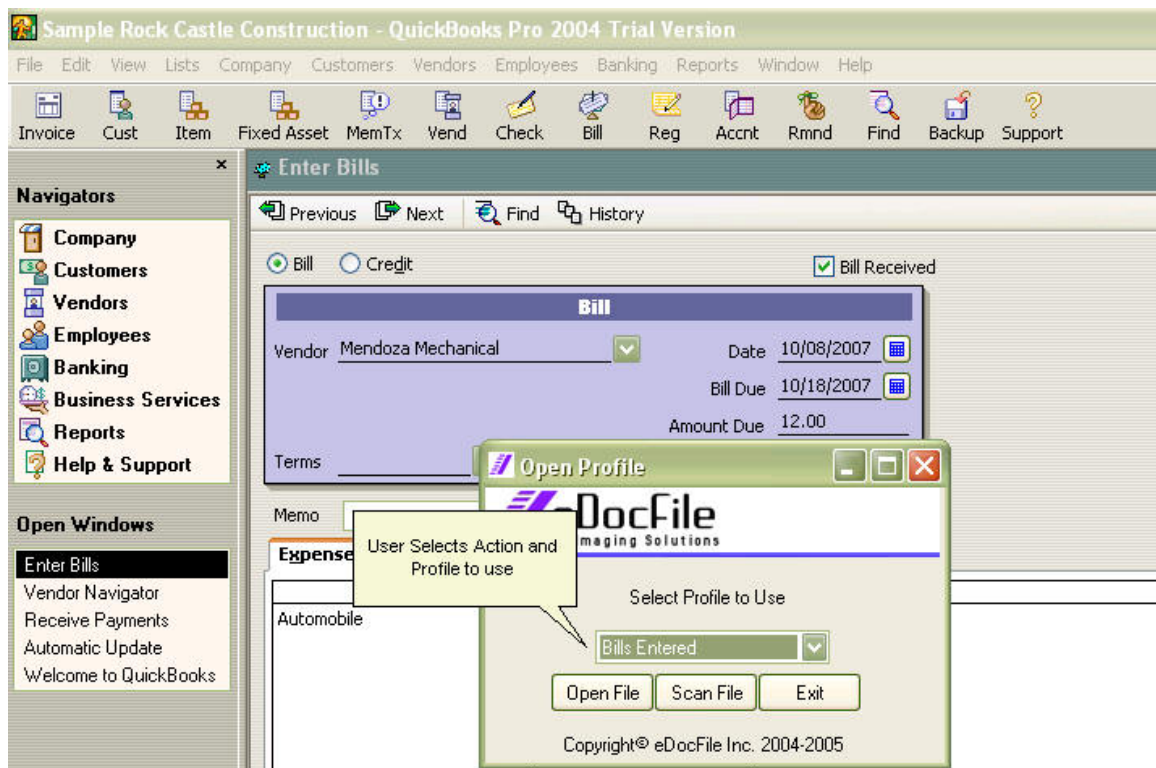 Sample Rock Castle Construction - QuickBooks Pro 2004 Trial Version
File Edit View Lists Company Customers Vendors Employees Banking Reports Window Help
Invoice Cust Item Fixed Asset MemTx Vend Check Bill Reg Accnt Rmnd Find Backup Support
Navigators
Company
Customers
Vendors
Employees
Banking
Business Services
Reports
Help & Support
Open Windows
Enter Bills
Vendor Navigator
Receive Payments
Automatic Update
Welcome to QuickBooks
Enter Bills
Previous Next Find History
Bill Credit Bill Received
Bill
Vendor Mendoza Mechanical Date 10/08/2007
Bill Due 10/18/2007
Amount Due 12.00
Terms
Memo
Expense
Automobile
User Selects Action and
Profile to use
Open Profile
eDocFile
maging Solutions
Select Profile to Use
Bills Entered
Open File Scan File Exit
Copyright© eDocFile Inc. 2004-2005